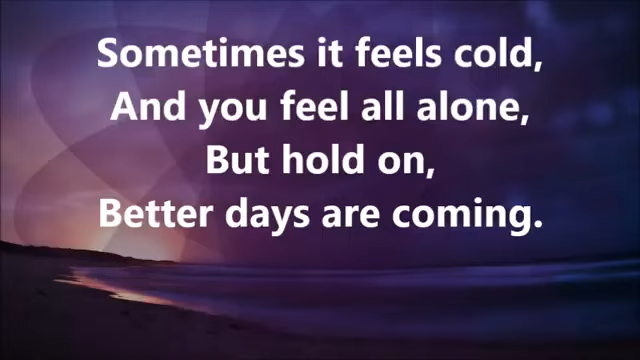 Sometimes it feels cold,
And you feel all alone,
But hold on,
Better days are coming.